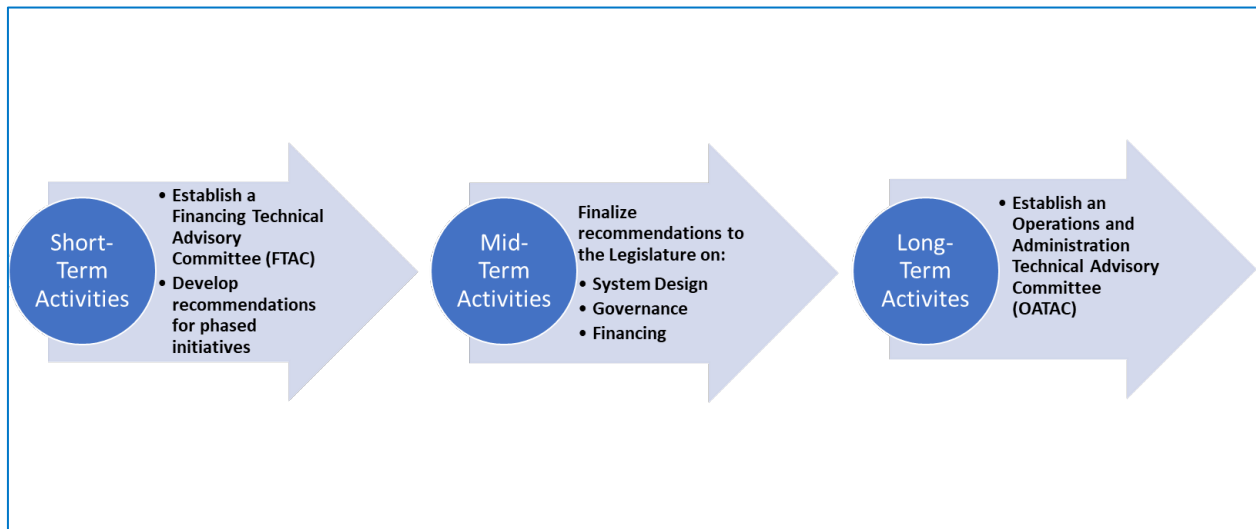 Short-
Term
Activities
• Establish a
Financing Technical
Advisory
Committee (FTAC)
• Develop
recommendations
for phased
initiatives
Mid-
Term
Activities
Finalize
recommendations to
the Legislature on:
• System Design
• Governance
• Financing
Long-
Term
Activites
• Establish an
Operations and
Administration
Technical Advisory
Committee
(OATAC)